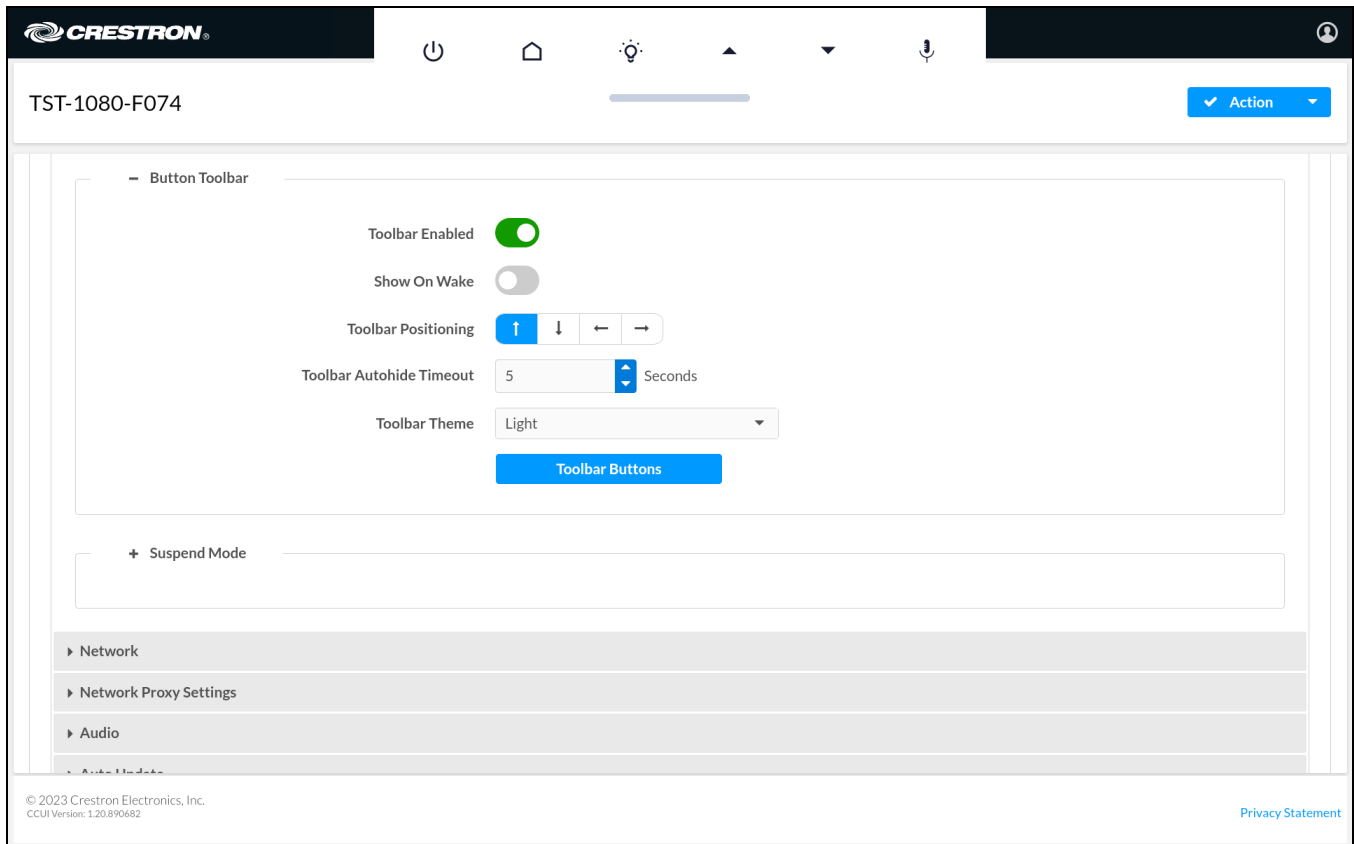 CRESTRON®
TST-1080-F074
Action
Button Toolbar
Toolbar Enabled
Show On Wake
Toolbar Positioning
Toolbar Autohide Timeout 5 Seconds
Toolbar Theme Light
Toolbar Buttons
Suspend Mode
Network
Network Proxy Settings
Audio
Auto Update
© 2023 Crestron Electronics, Inc.
CCUI Version: 1.20.890682
Privacy Statement